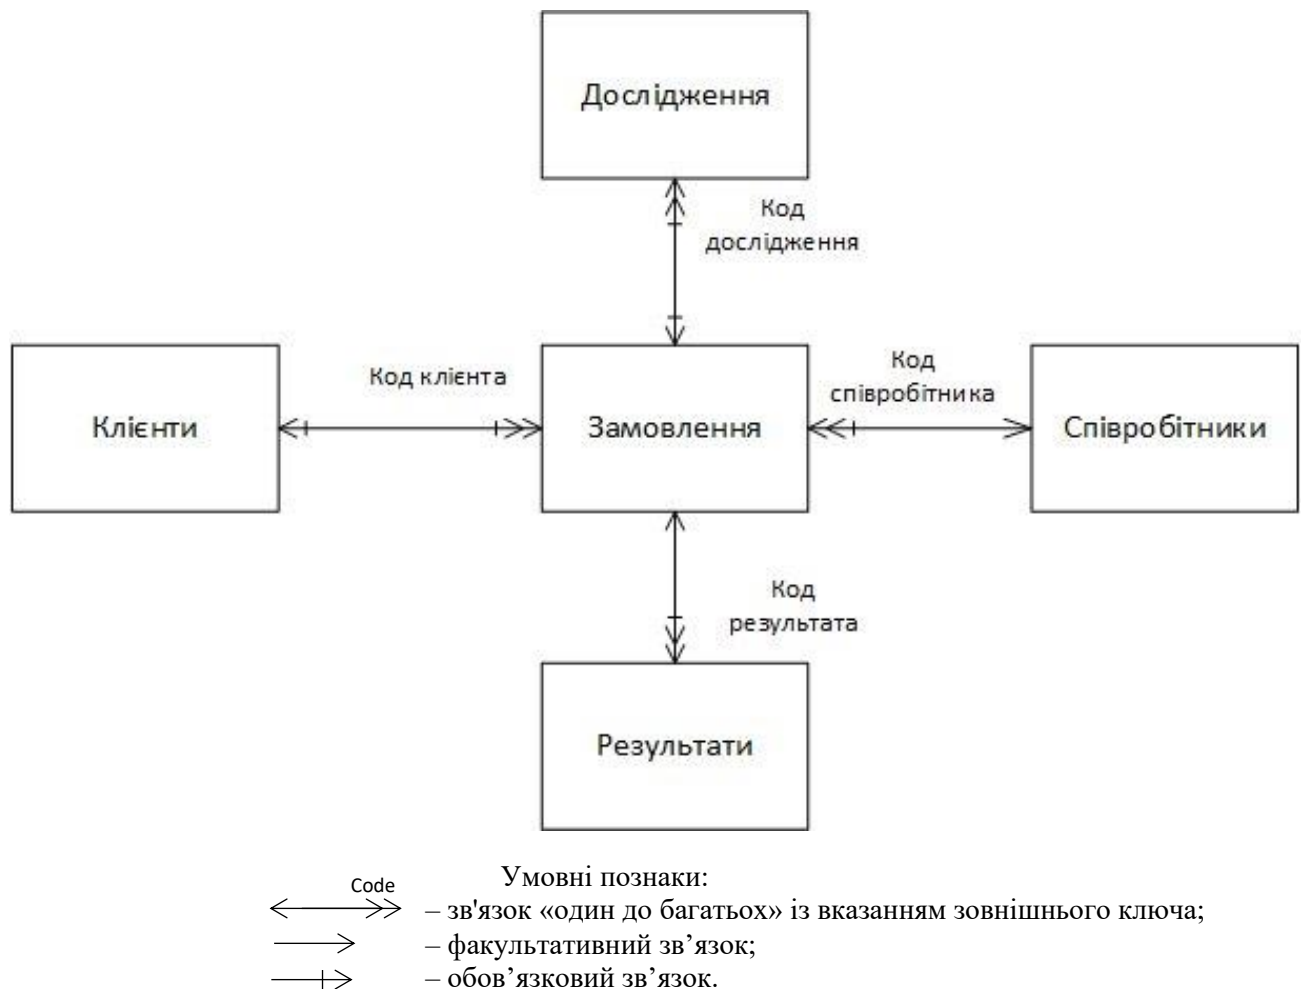 Дослідження
Код
дослідження
Клієнти
Код клієнта
Замовлення
Код
співробітника
Співробітники
Код
результата
Результати
Умовні познаки:
Code
– зв'язок «один до багатьох» із вказанням зовнішнього ключа;
– факультативний зв’язок;
– обов’язковий зв’язок.